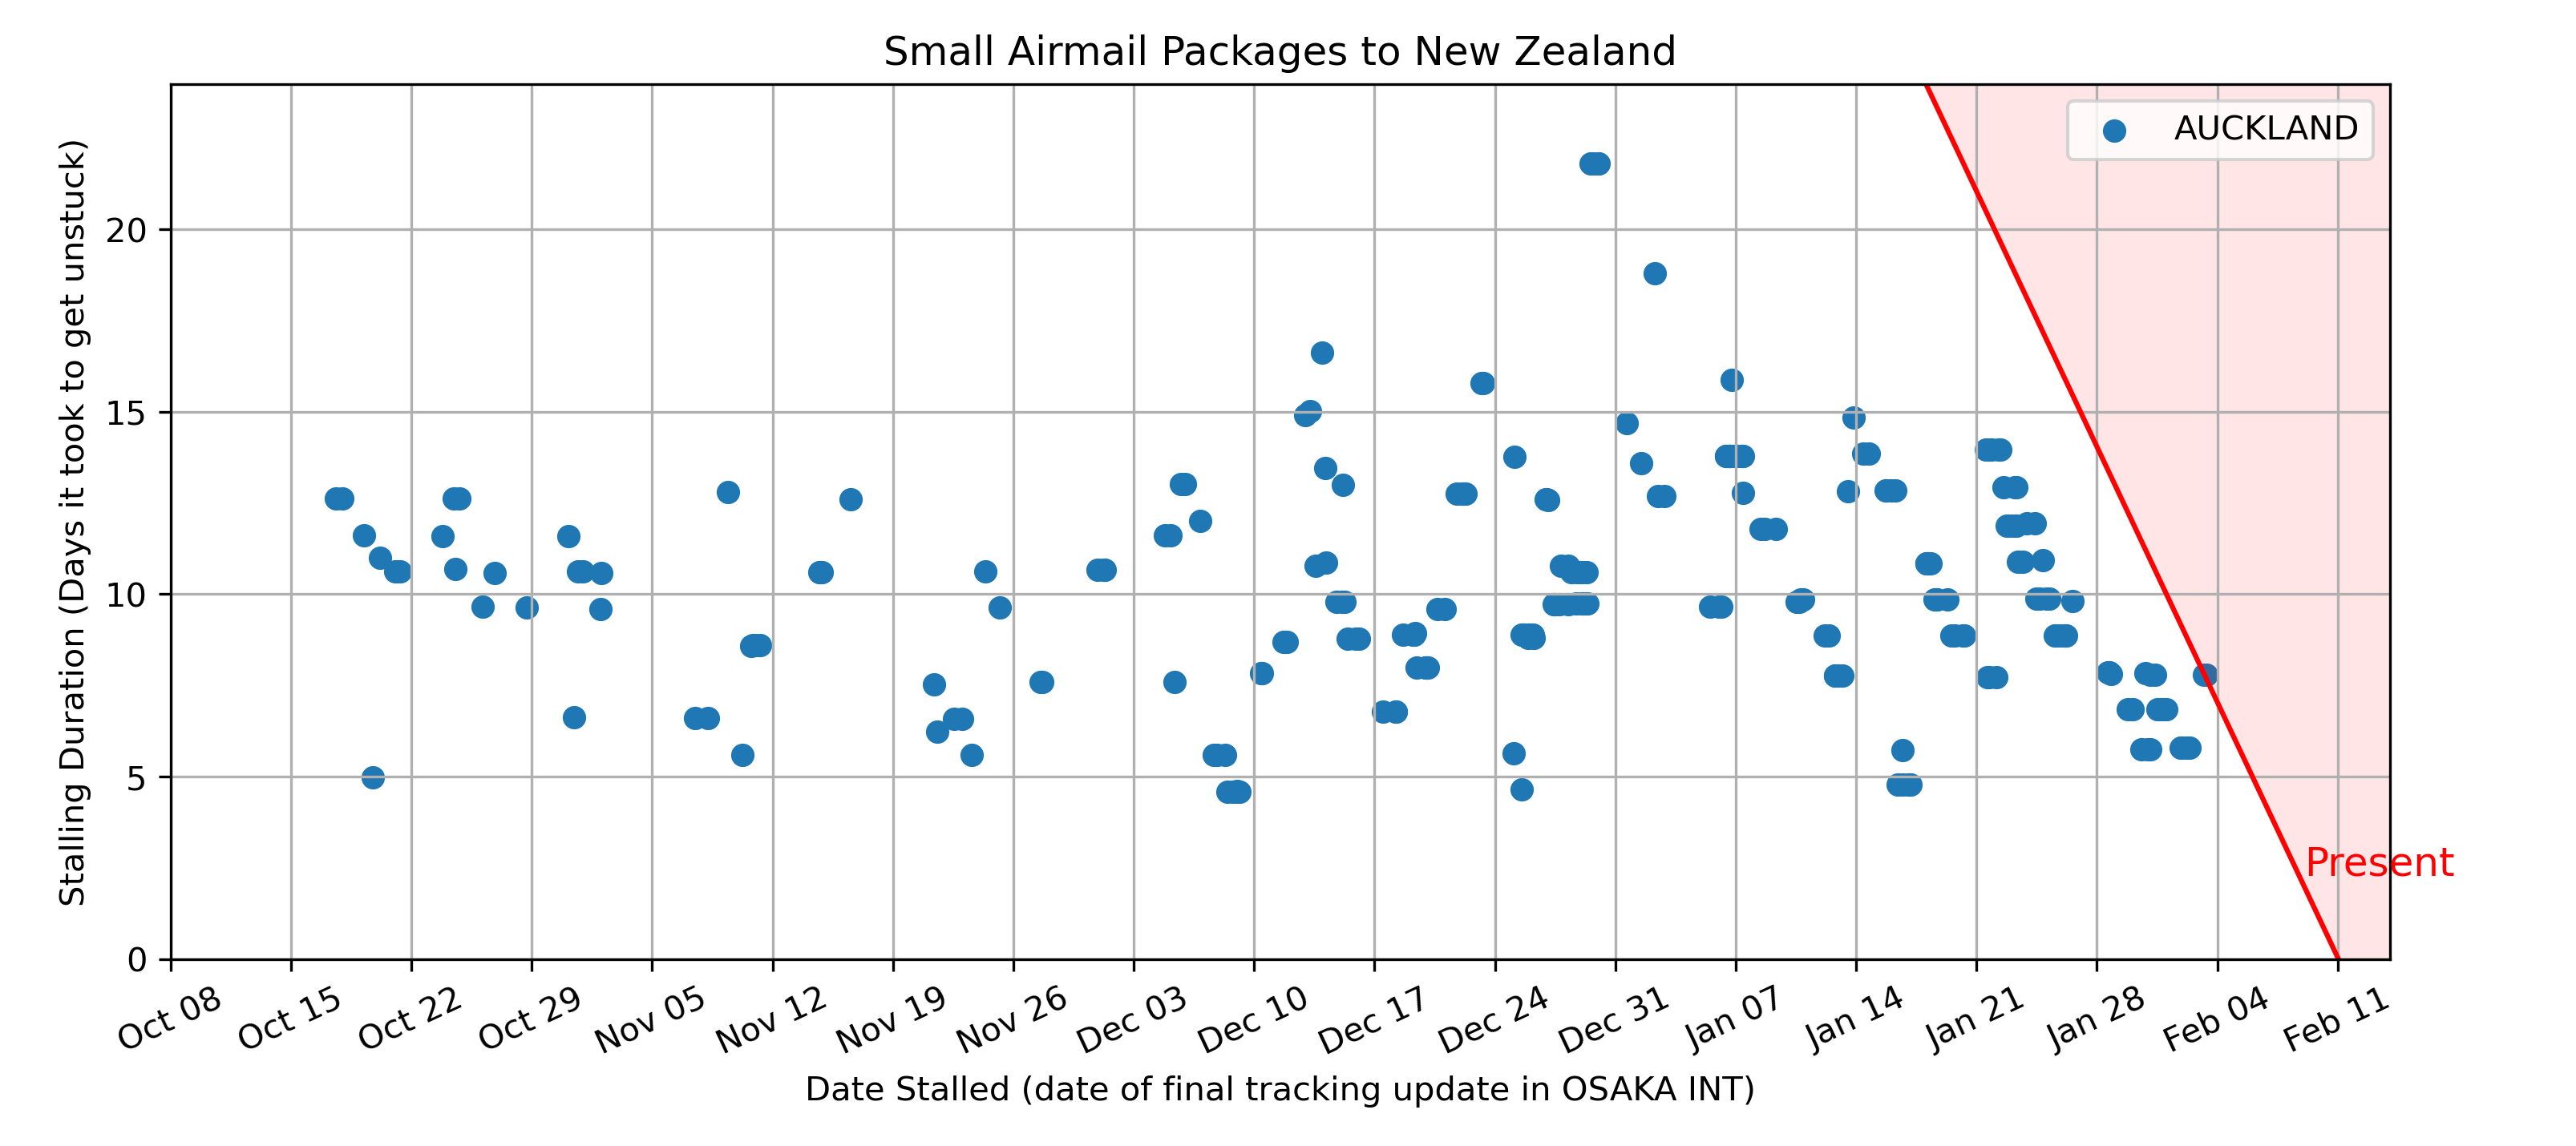 Small Airmail Packages to New Zealand
AUCKLAND
Stalling Duration (Days it took to get unstuck)
20
15
10
5
0
Present
Oct 08
Oct 15
Oct 22
Oct 29
Nov 05
Nov 12
Nov 19
Nov 26
Dec 03
Dec 10
Dec 17
Dec 24
Dec 31
Jan 07
Jan 14
Jan 21
Jan 28
Feb 04
Feb 11
Date Stalled (date of final tracking update in OSAKA INT)